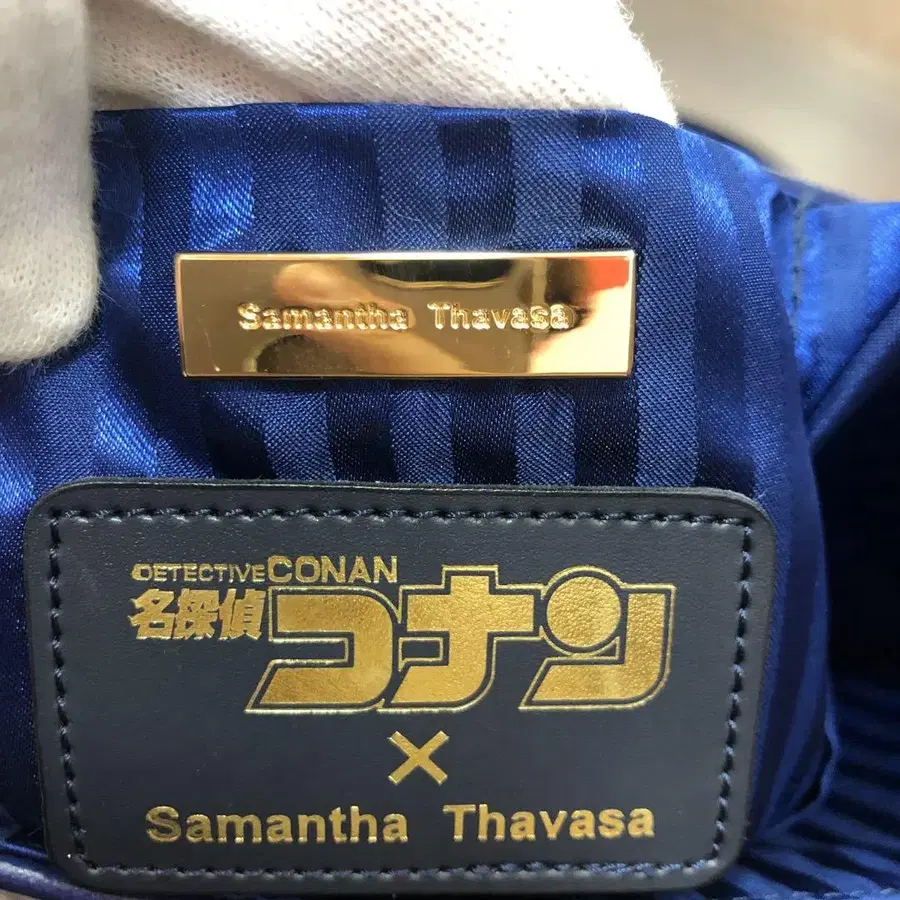 Samantha Thavasa
DETECTIVE CONAN
名探偵コナン
×
Samantha Thavasa